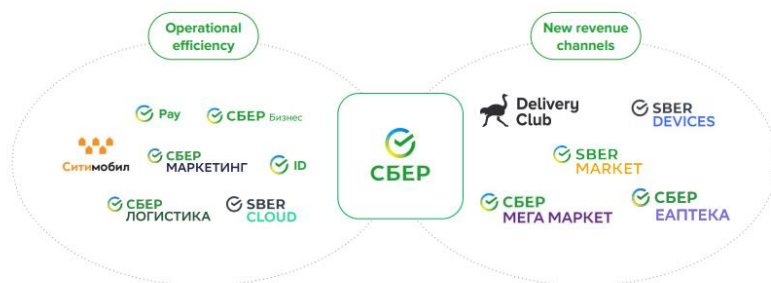 Operational
efficiency
New revenue
channels
Pay
СБЕР Бизнес
Ситимобил
СБЕР
МАРКЕТИНГ
ID
СБЕР
ЛОГИСТИКА
SBER
CLOUD
СБЕР
Delivery
Club
SBER
DEVICES
SBER
MARKET
СБЕР
МЕГА МАРКЕТ
СБЕР
ЕАПТЕКА